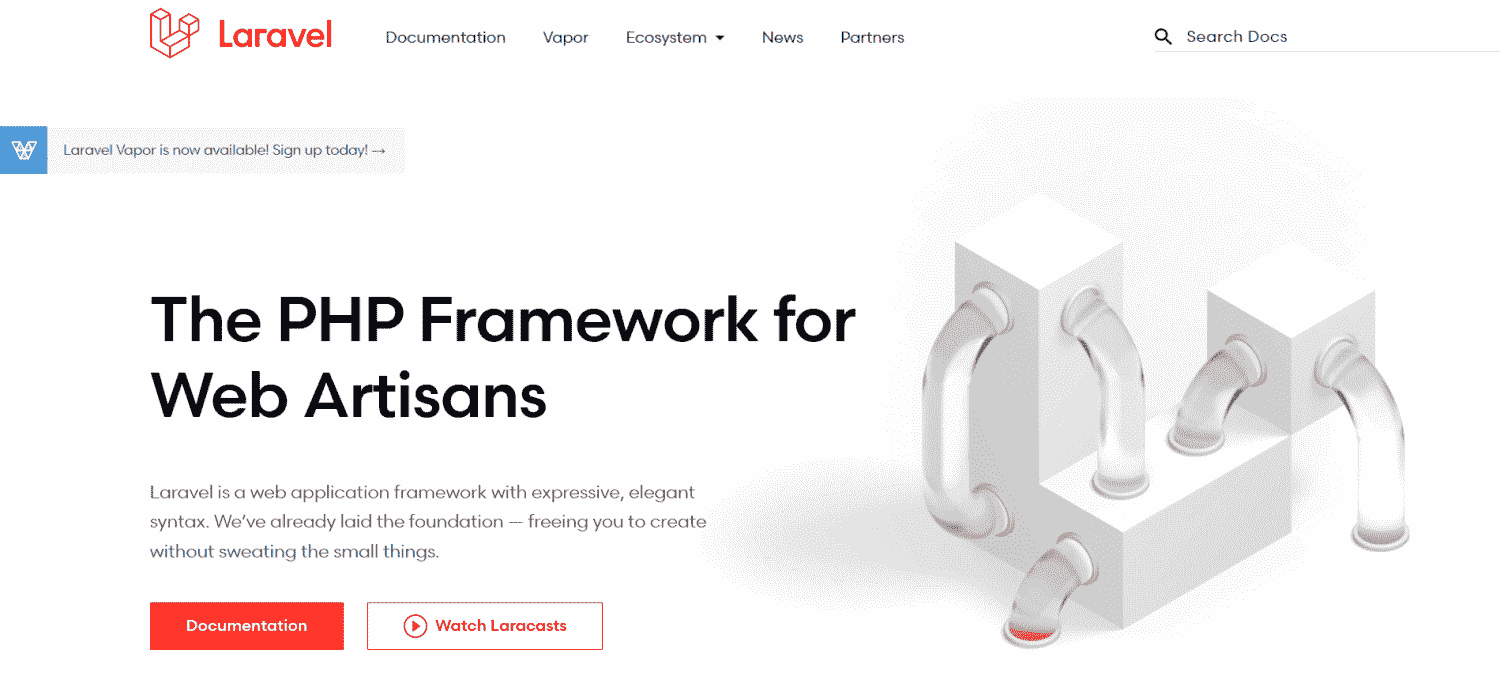 Laravel
Documentation Vapor Ecosystem News Partners
Search Docs
Laravel Vapor is now available! Sign up today! →
The PHP Framework for
Web Artisans
Laravel is a web application framework with expressive, elegant
syntax. We’ve already laid the foundation — freeing you to create
without sweating the small things.
Documentation
Watch Laracasts